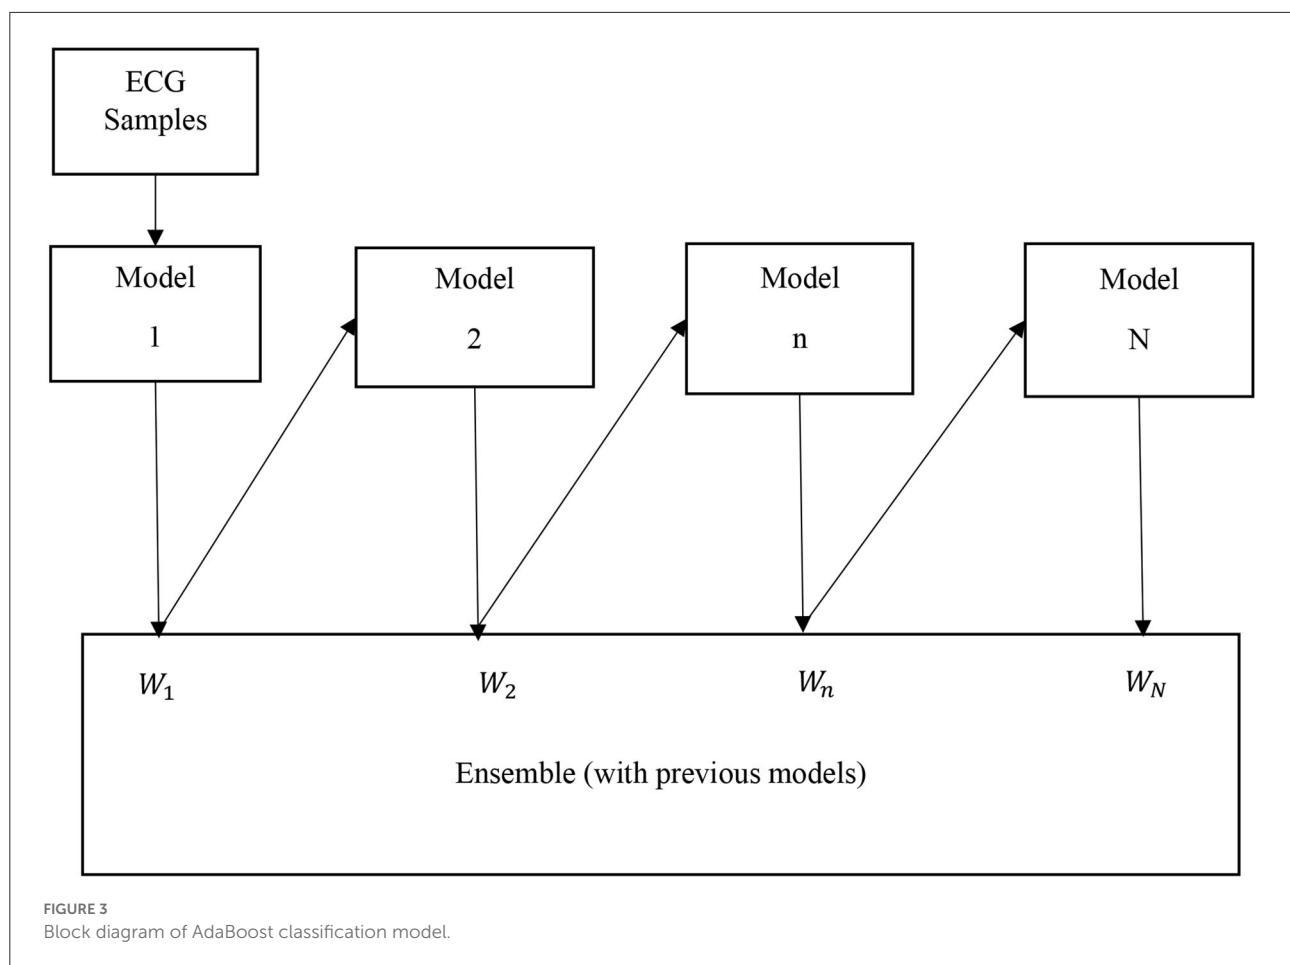 ECG
Samples
Model
1
Model
2
Model
n
Model
N
W₁
W₂
Wₙ
W_N
Ensemble (with previous models)
FIGURE 3
Block diagram of AdaBoost classification model.